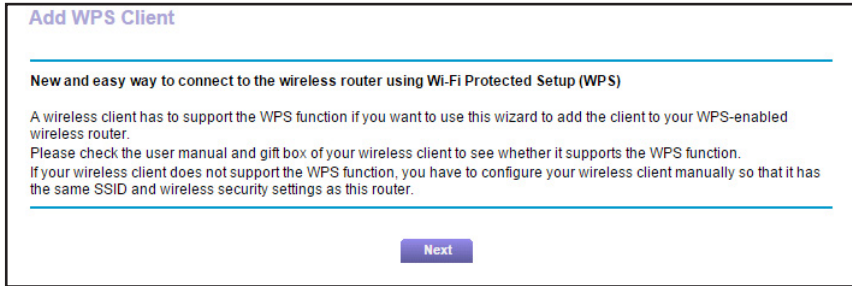 Add WPS Client
New and easy way to connect to the wireless router using Wi-Fi Protected Setup (WPS)
A wireless client has to support the WPS function if you want to use this wizard to add the client to your WPS-enabled
wireless router.
Please check the user manual and gift box of your wireless client to see whether it supports the WPS function.
If your wireless client does not support the WPS function, you have to configure your wireless client manually so that it has
the same SSID and wireless security settings as this router.
Next